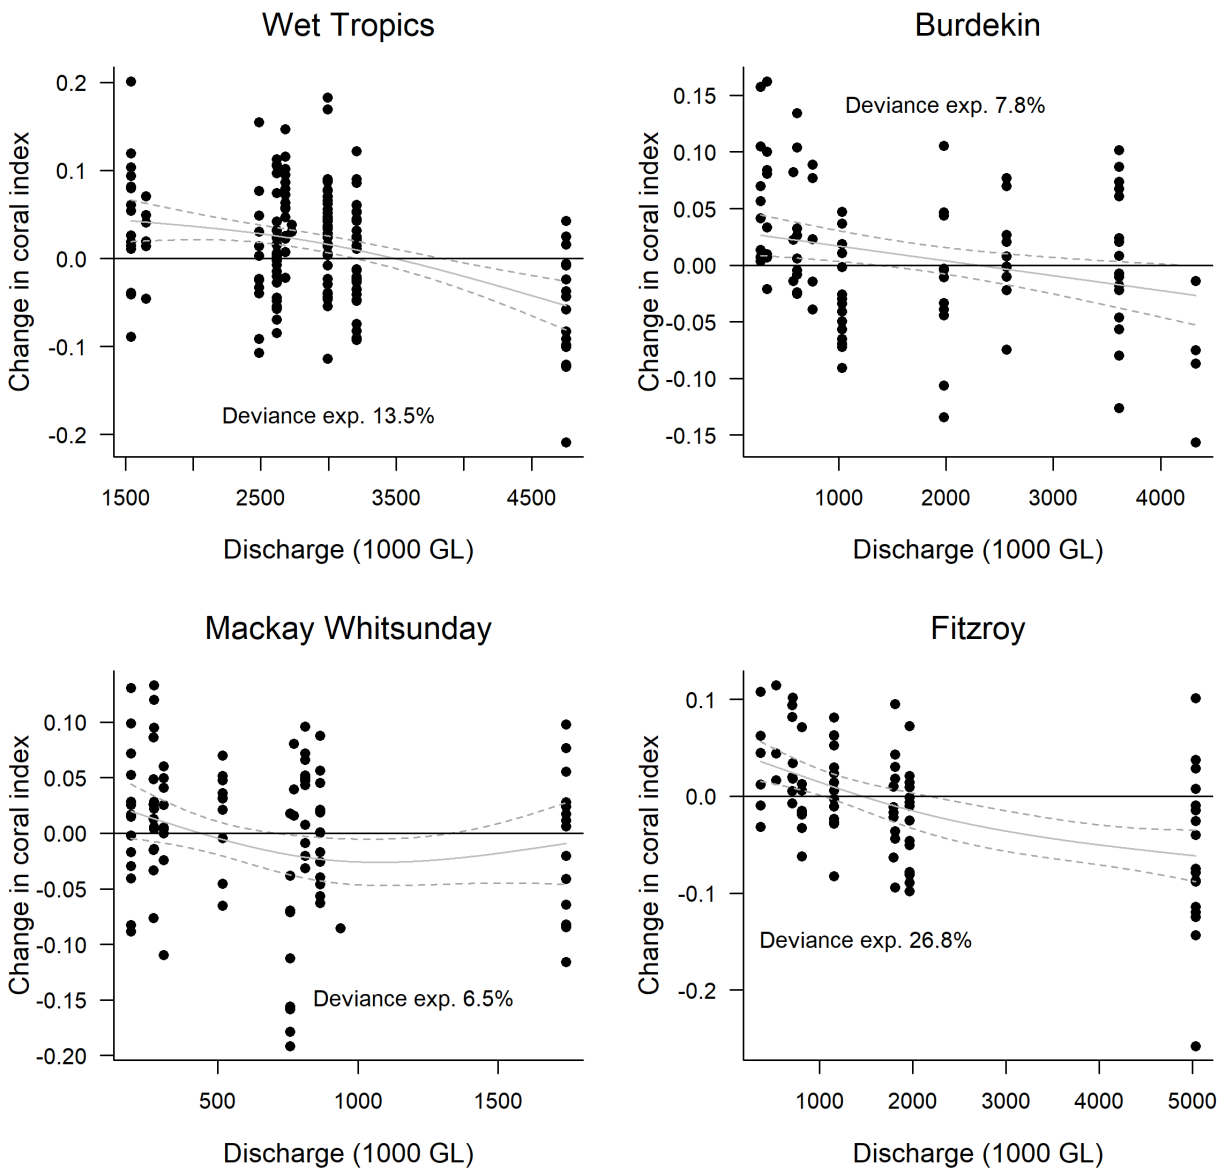 Wet Tropics
Change in coral index
0.2
0.1
0.0
-0.1
-0.2
Deviance exp. 13.5%
1500 2500 3500 4500
Discharge (1000 GL)
Burdekin
Change in coral index
0.15
0.10
0.05
0.00
-0.05
-0.10
-0.15
Deviance exp. 7.8%
1000 2000 3000 4000
Discharge (1000 GL)
Mackay Whitsunday
Change in coral index
0.10
0.05
0.00
-0.05
-0.10
-0.15
-0.20
Deviance exp. 6.5%
500 1000 1500
Discharge (1000 GL)
Fitzroy
Change in coral index
0.1
0.0
-0.1
-0.2
Deviance exp. 26.8%
1000 2000 3000 4000 5000
Discharge (1000 GL)